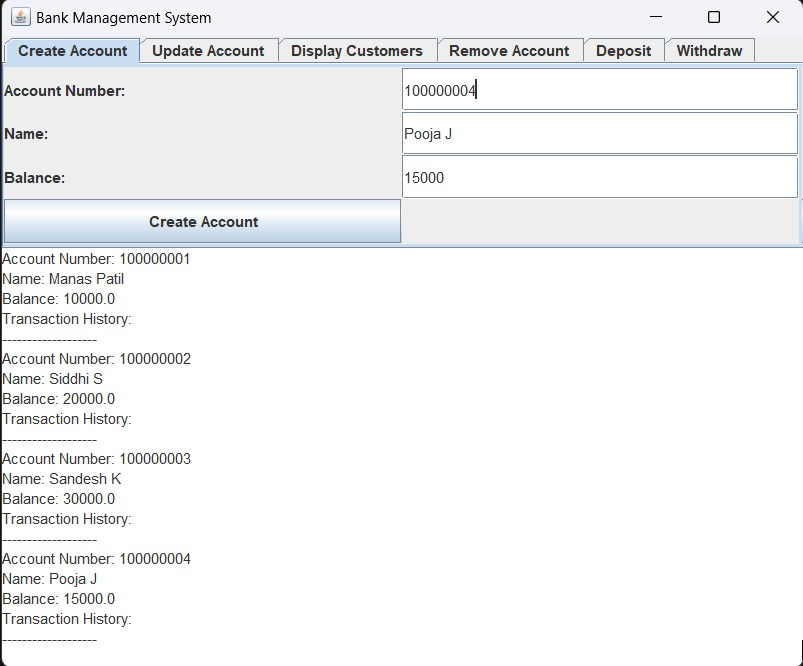 Bank Management System
Create Account Update Account Display Customers Remove Account Deposit Withdraw
Account Number: 100000004
Name: Pooja J
Balance: 15000
Create Account
Account Number: 100000001
Name: Manas Patil
Balance: 10000.0
Transaction History:
-------------------
Account Number: 100000002
Name: Siddhi S
Balance: 20000.0
Transaction History:
-------------------
Account Number: 100000003
Name: Sandesh K
Balance: 30000.0
Transaction History:
-------------------
Account Number: 100000004
Name: Pooja J
Balance: 15000.0
Transaction History:
-------------------